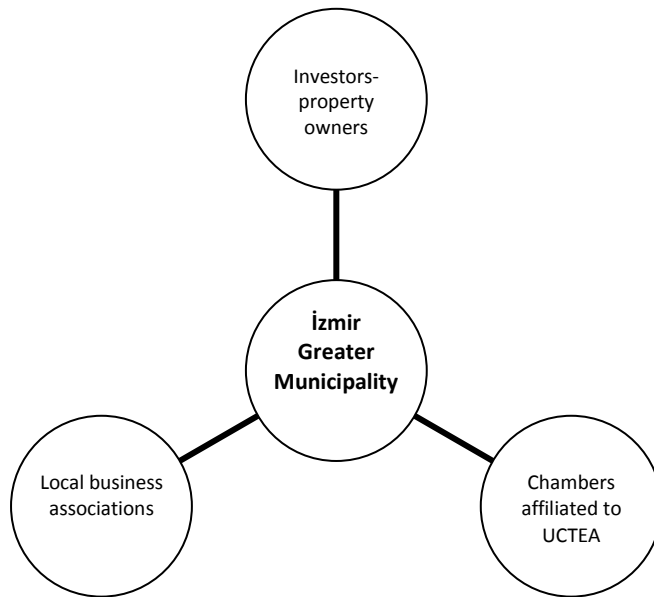 Investors-
property
owners
İzmir
Greater
Municipality
Local business
associations
Chambers
affiliated to
UCTEA